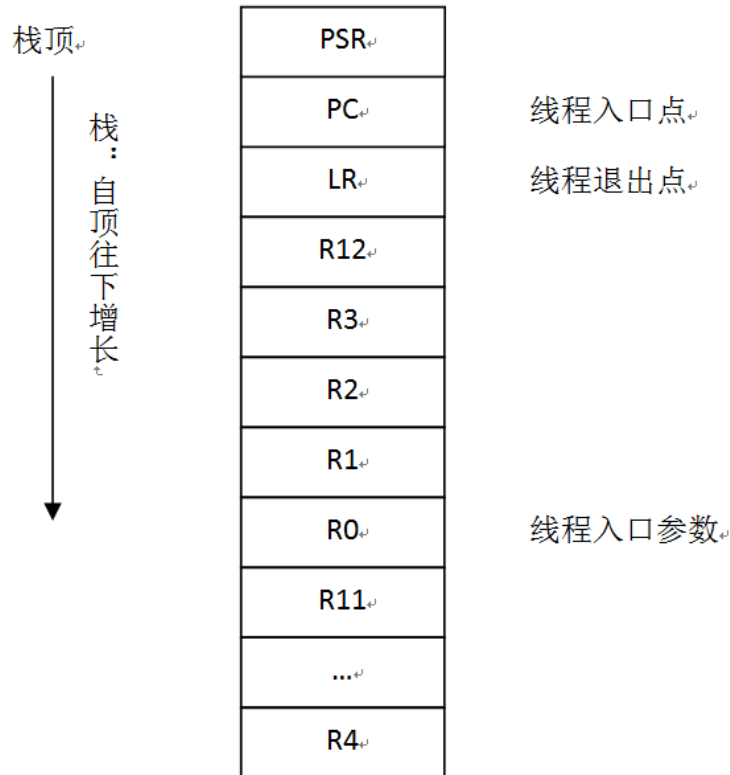 栈顶
栈：自顶往下增长
PSR
PC
线程入口点
LR
线程退出点
R12
R3
R2
R1
R0
线程入口参数
R11
...
R4